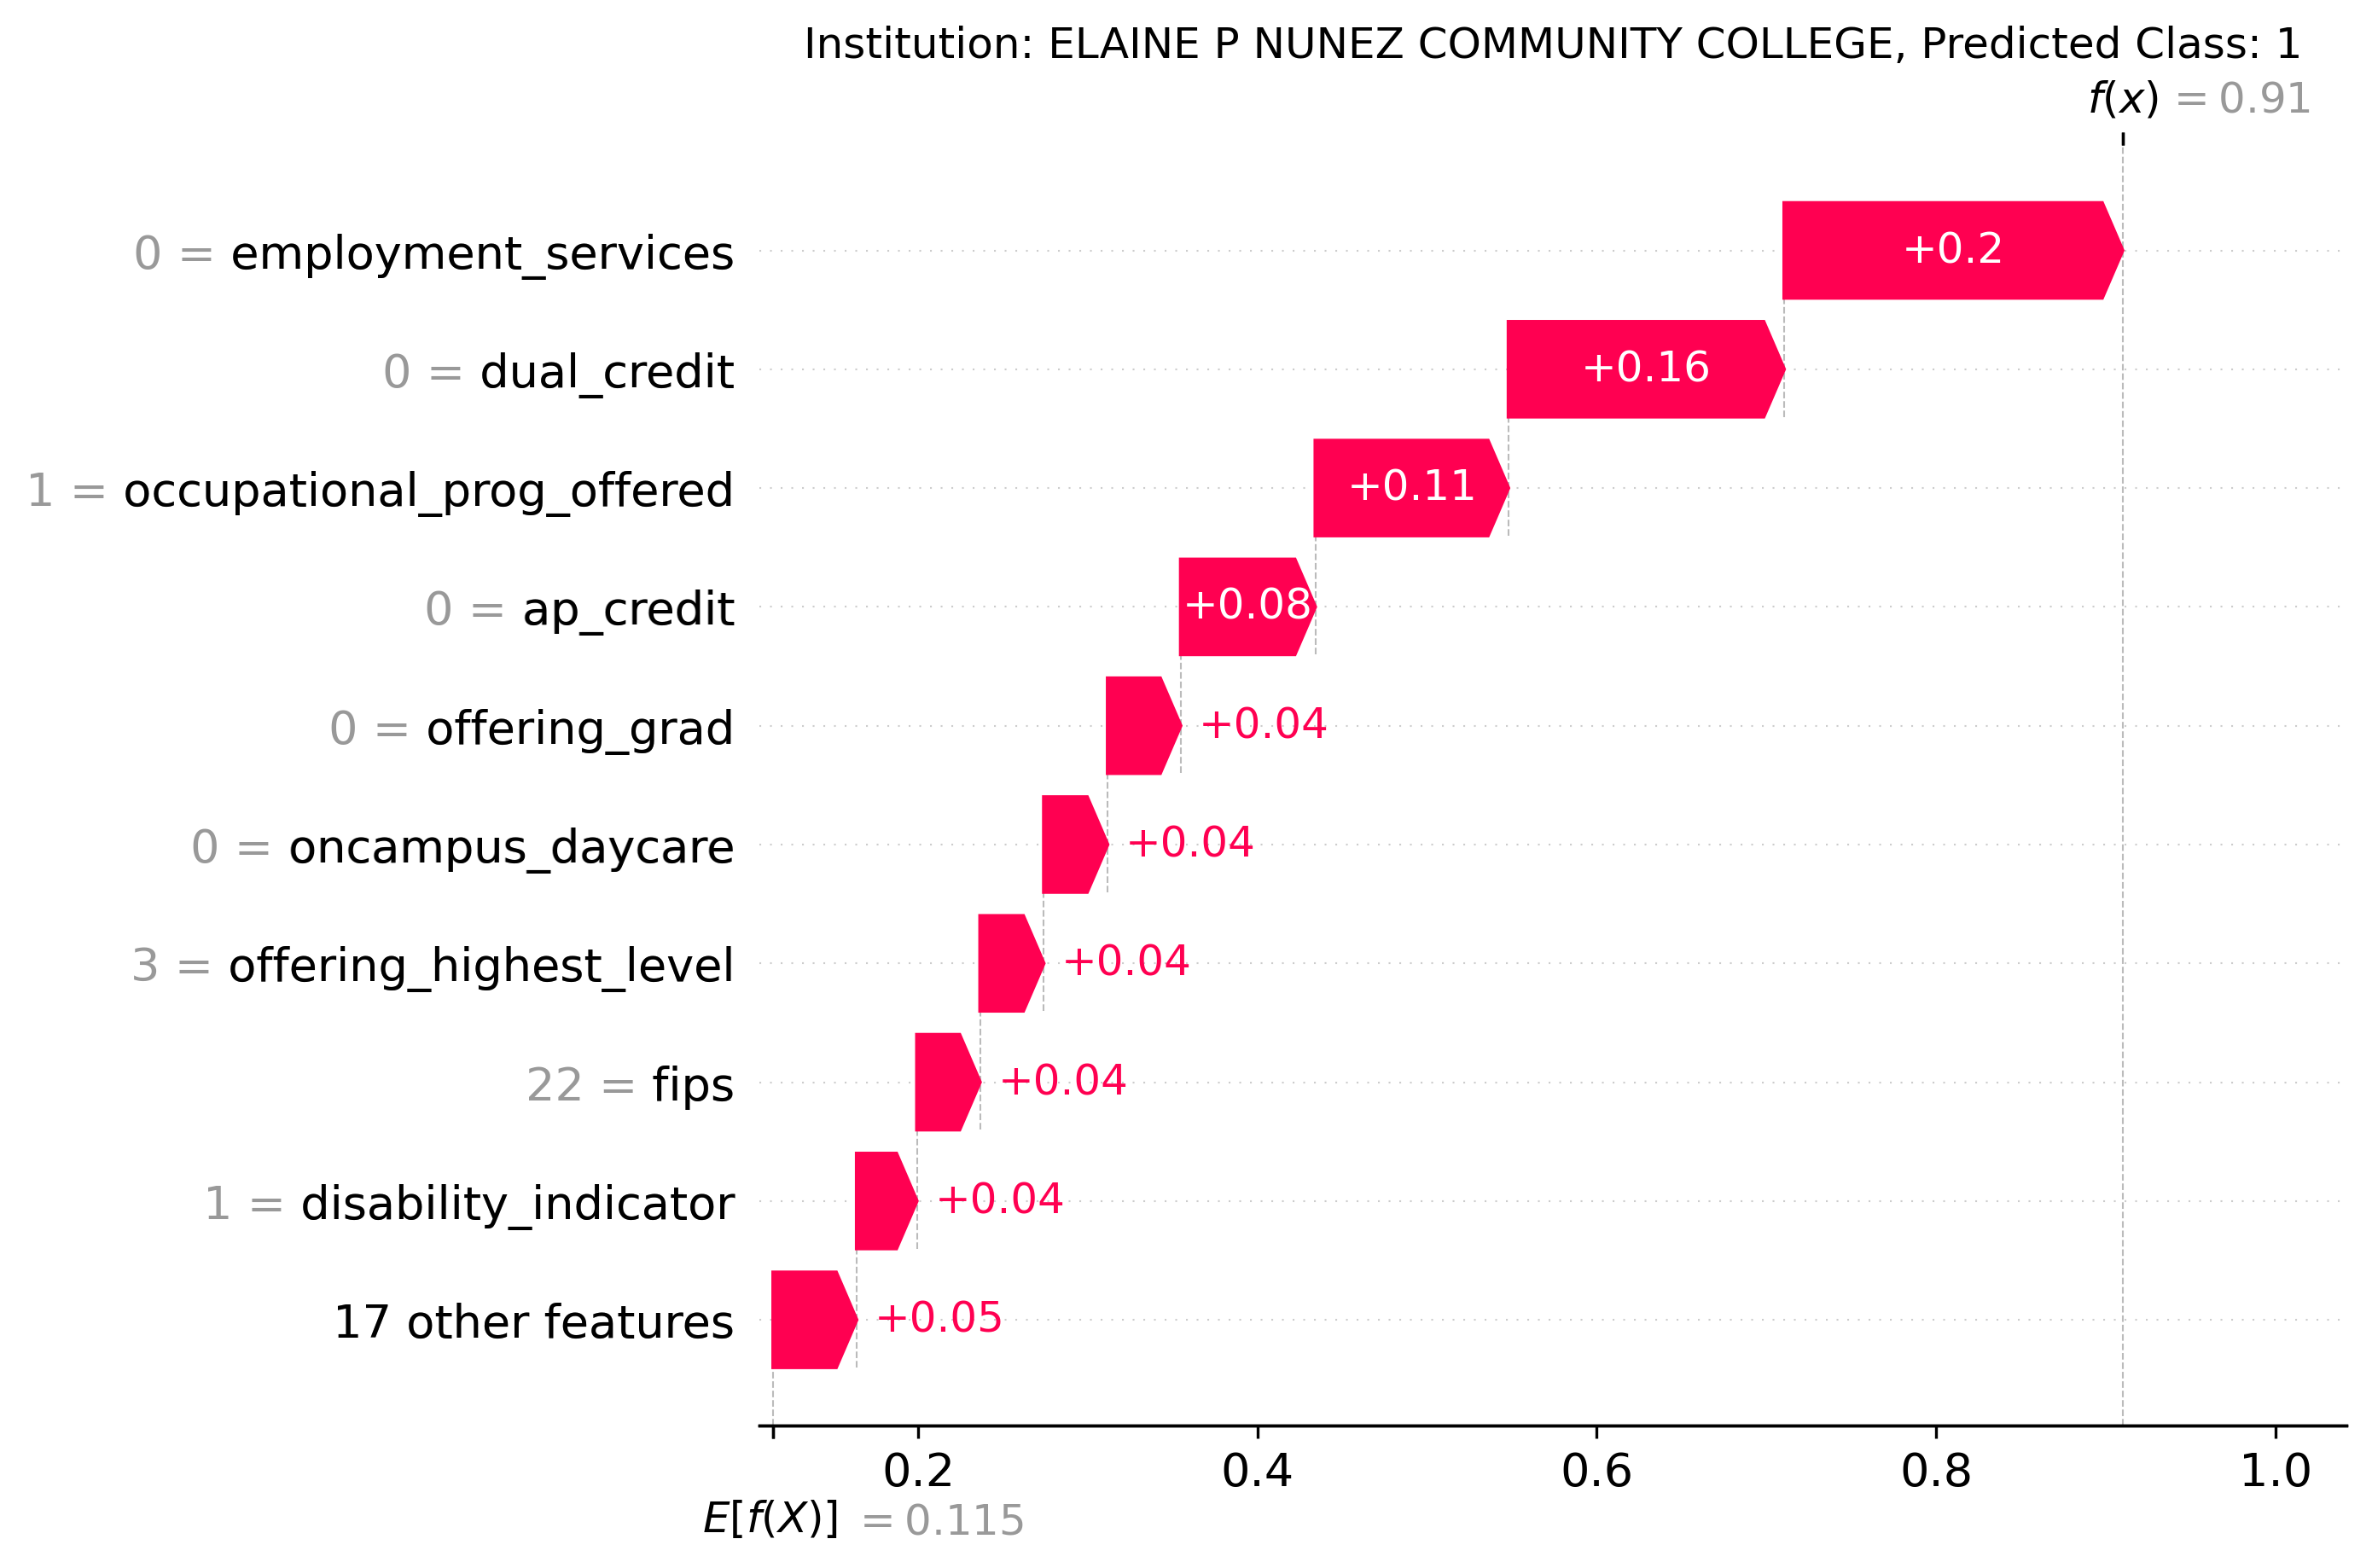 Institution: ELAINE P NUNEZ COMMUNITY COLLEGE, Predicted Class: 1
f(x) = 0.91
0 = employment_services +0.2
0 = dual_credit +0.16
1 = occupational_prog_offered +0.11
0 = ap_credit +0.08
0 = offering_grad +0.04
0 = oncampus_daycare +0.04
3 = offering_highest_level +0.04
22 = fips +0.04
1 = disability_indicator +0.04
17 other features +0.05
0.2 0.4 0.6 0.8 1.0
E[f(X)] = 0.115